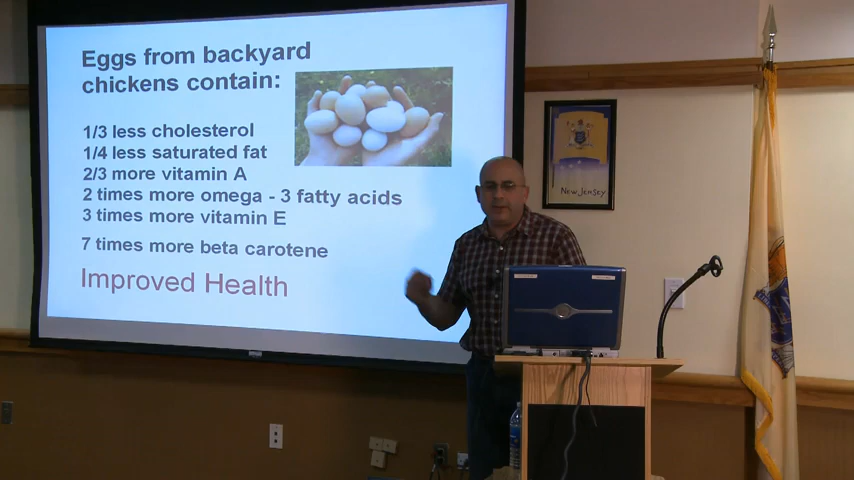 Eggs from backyard
chickens contain:
1/3 less cholesterol
1/4 less saturated fat
2/3 more vitamin A
2 times more omega - 3 fatty acids
3 times more vitamin E
7 times more beta carotene
Improved Health
NEW JERSEY